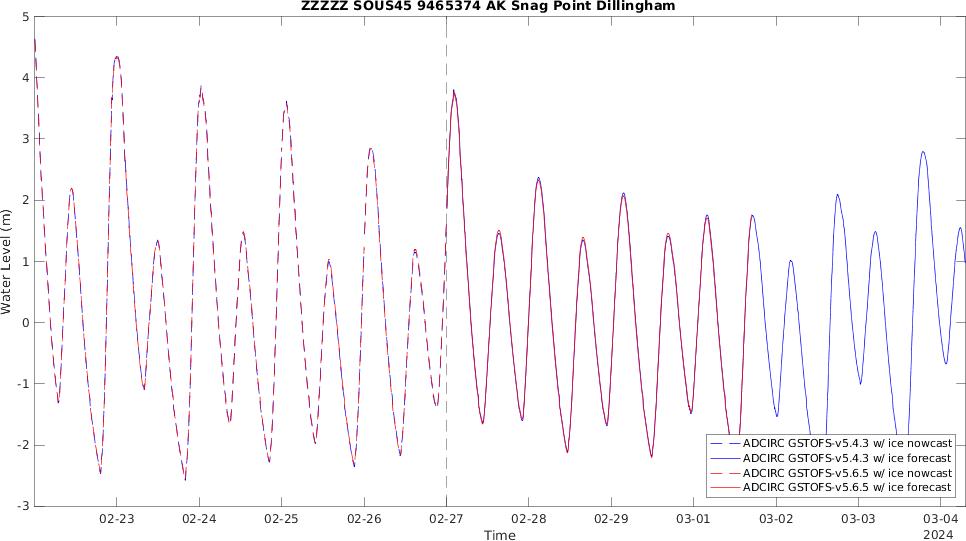 ZZZZZ SOUS45 9465374 AK Snag Point Dillingham
5
4
3
2
1
0
-1
-2
-3
Water Level (m)
ADCIRC GSTOFS-v5.4.3 w/ ice nowcast
ADCIRC GSTOFS-v5.4.3 w/ ice forecast
ADCIRC GSTOFS-v5.6.5 w/ ice nowcast
ADCIRC GSTOFS-v5.6.5 w/ ice forecast
02-23 02-24 02-25 02-26 02-27 02-28 02-29 03-01 03-02 03-03 03-04
Time
2024